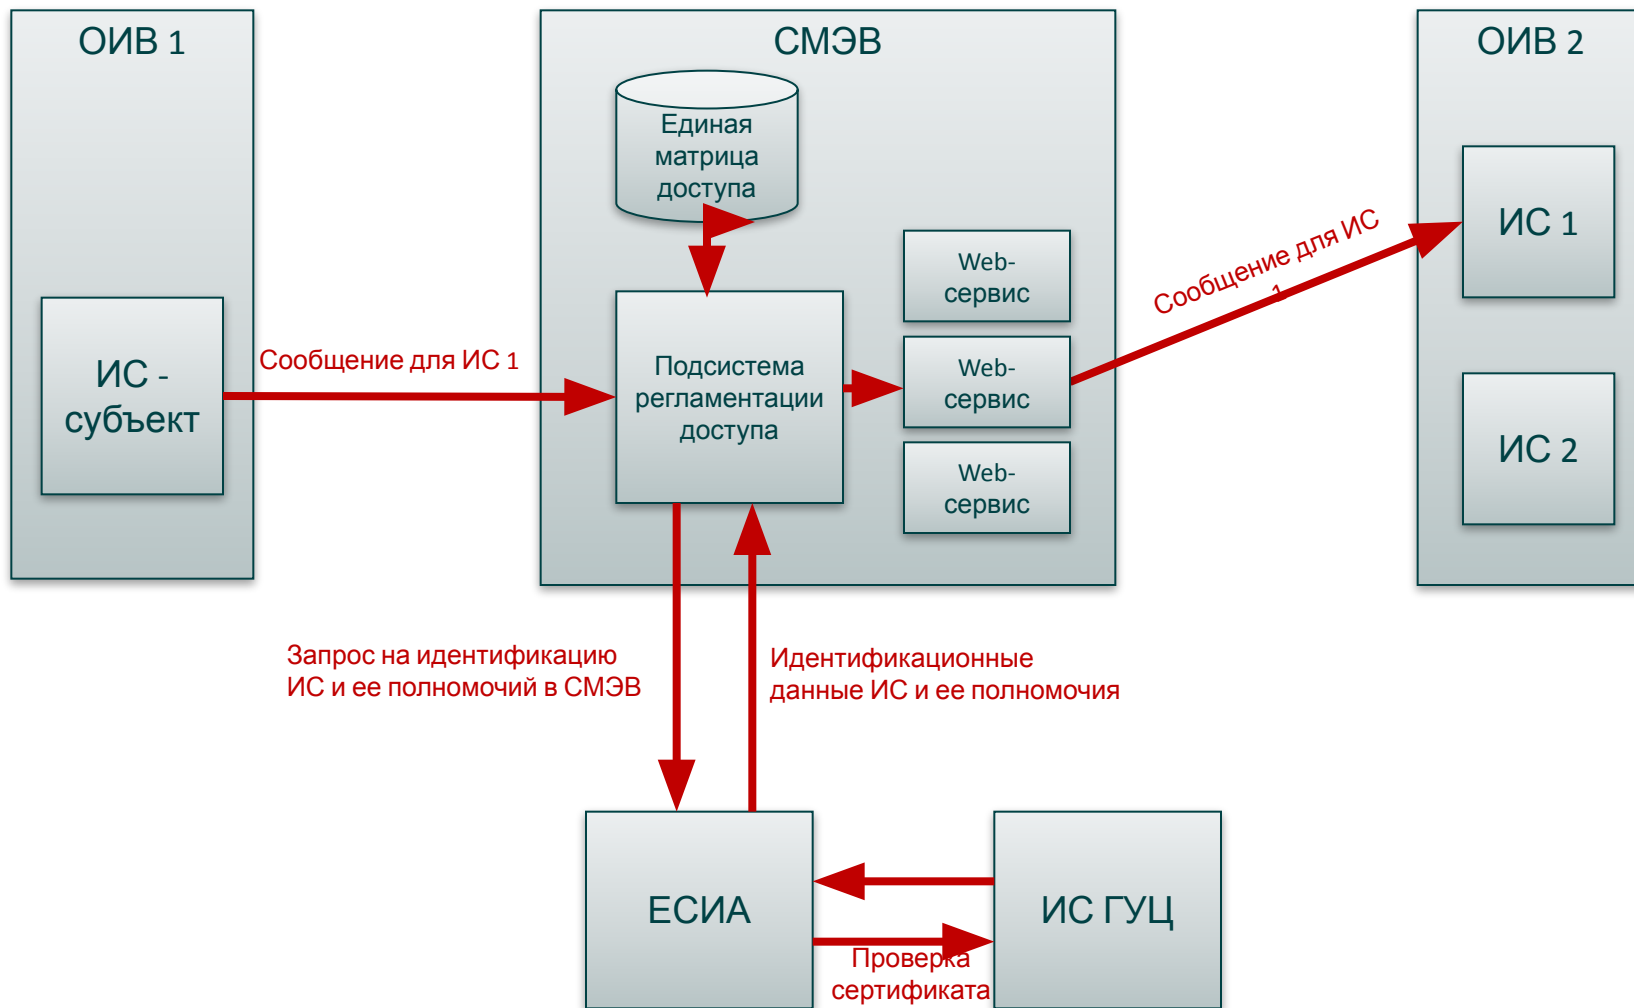 ОИВ 1
СМЭВ
ОИВ 2
Единая
матрица
доступа
ИС 1
Web-
сервис
Сообщение для ИС
1
Сообщение для ИС 1
ИС -
субъект
Подсистема
регламентации
доступа
Web-
сервис
ИС 2
Web-
сервис
Запрос на идентификацию
ИС и ее полномочий в СМЭВ
Идентификационные
данные ИС и ее полномочия
ЕСИА
ИС ГУЦ
Проверка
сертификата